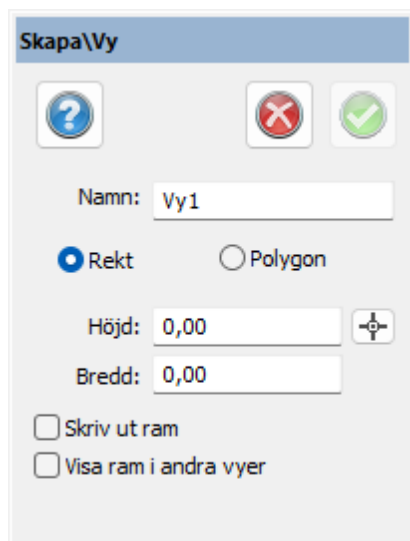 Skapa\Vy
?
Namn: Vy1
Rekt Polygon
Höjd: 0,00
Bredd: 0,00
Skriv ut ram
Visa ram i andra vyer